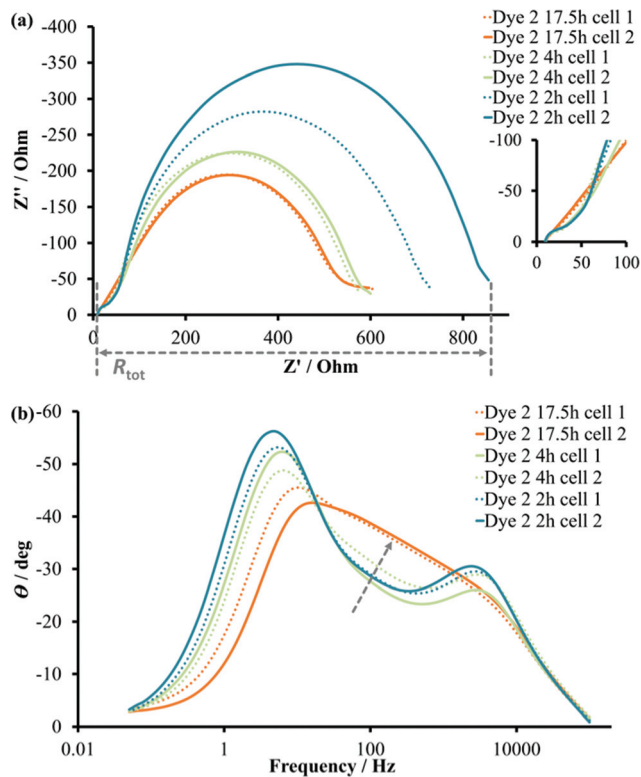 (a)
-400
-350
-300
-250
-200
-150
-100
-50
0
Z'' / Ohm
Dye 2 17.5h cell 1
Dye 2 17.5h cell 2
Dye 2 4h cell 1
Dye 2 4h cell 2
Dye 2 2h cell 1
Dye 2 2h cell 2
-100
-50
0
0 50 100
0 200 400 600 800
Rtot
Z' / Ohm
(b)
-60
-50
-40
-30
-20
-10
0
Θ / deg
Dye 2 17.5h cell 1
Dye 2 17.5h cell 2
Dye 2 4h cell 1
Dye 2 4h cell 2
Dye 2 2h cell 1
Dye 2 2h cell 2
0.01 1 100 10000
Frequency / Hz